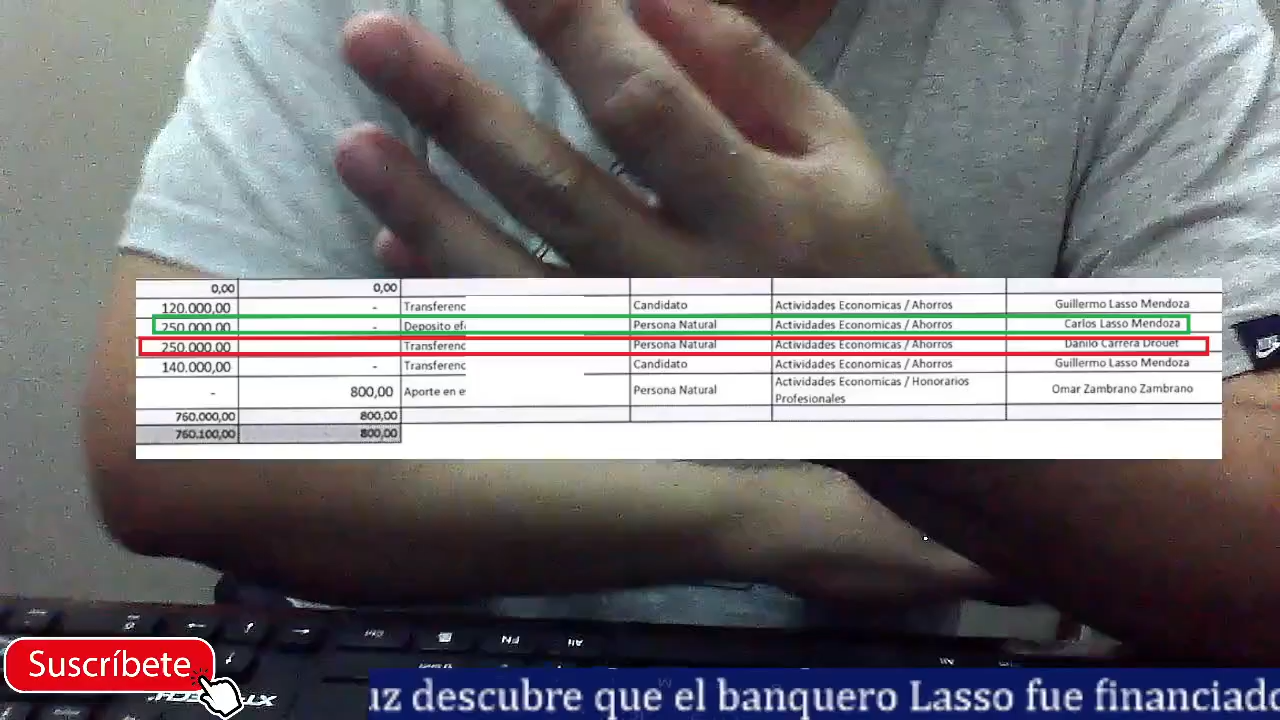 0,00 0,00
120.000,00 - Transferenc Candidato Actividades Economicas / Ahorros Guillermo Lasso Mendoza
250.000,00 - Deposito ef Persona Natural Actividades Economicas / Ahorros Carlos Lasso Mendoza
250.000,00 Transferenc Persona Natural Actividades Economicas / Ahorros Danilo Carrera Drouet
140.000,00 - Transferenc Candidato Actividades Economicas / Ahorros Guillermo Lasso Mendoza
- 800,00 Aporte en e Persona Natural Actividades Economicas / Honorarios Profesionales Omar Zambrano Zambrano
760.000,00 800,00
760.100,00 800,00
Ctrl FN Alt
Suscríbete
uz descubre que el banquero Lasso fue financiado